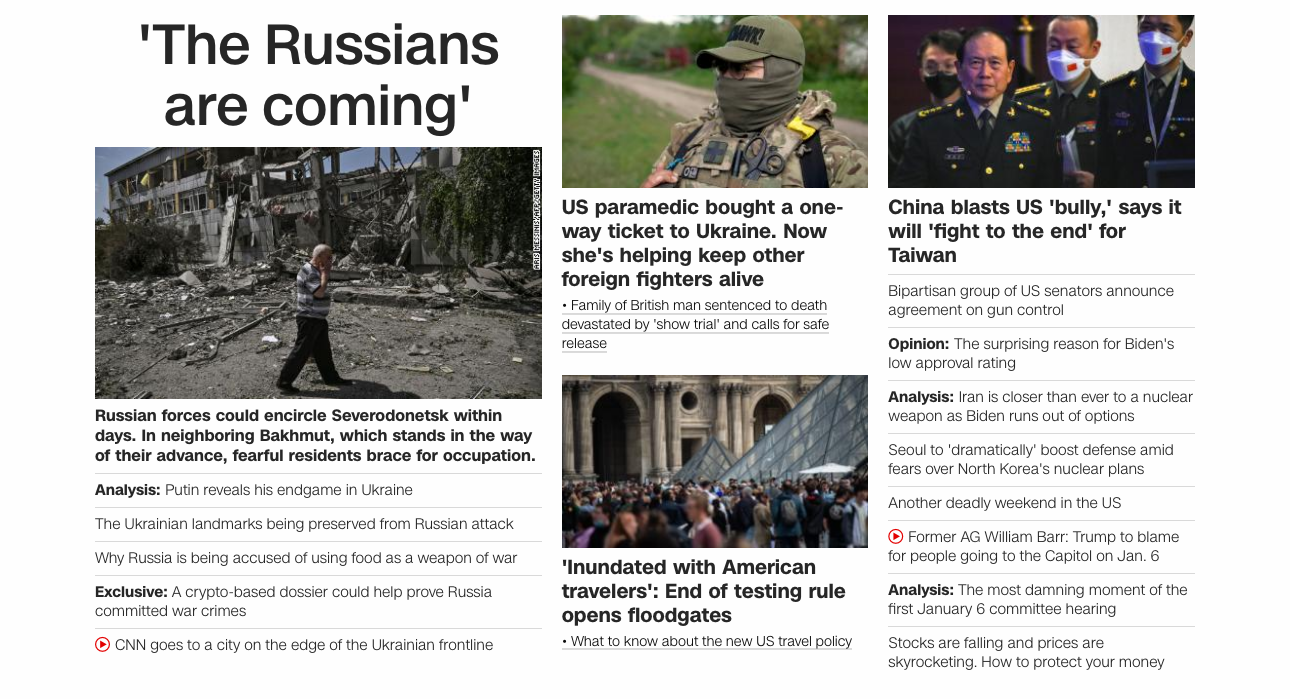 'The Russians
are coming'
ARIS MESSINIS/AFP/GETTY IMAGES
Russian forces could encircle Severodonetsk within
days. In neighboring Bakhmut, which stands in the way
of their advance, fearful residents brace for occupation.
Analysis: Putin reveals his endgame in Ukraine
The Ukrainian landmarks being preserved from Russian attack
Why Russia is being accused of using food as a weapon of war
Exclusive: A crypto-based dossier could help prove Russia
committed war crimes
CNN goes to a city on the edge of the Ukrainian frontline
US paramedic bought a one-
way ticket to Ukraine. Now
she's helping keep other
foreign fighters alive
• Family of British man sentenced to death
devastated by 'show trial' and calls for safe
release
'Inundated with American
travelers': End of testing rule
opens floodgates
• What to know about the new US travel policy
China blasts US 'bully,' says it
will 'fight to the end' for
Taiwan
Bipartisan group of US senators announce
agreement on gun control
Opinion: The surprising reason for Biden's
low approval rating
Analysis: Iran is closer than ever to a nuclear
weapon as Biden runs out of options
Seoul to 'dramatically' boost defense amid
fears over North Korea's nuclear plans
Another deadly weekend in the US
Former AG William Barr: Trump to blame
for people going to the Capitol on Jan. 6
Analysis: The most damning moment of the
first January 6 committee hearing
Stocks are falling and prices are
skyrocketing. How to protect your money